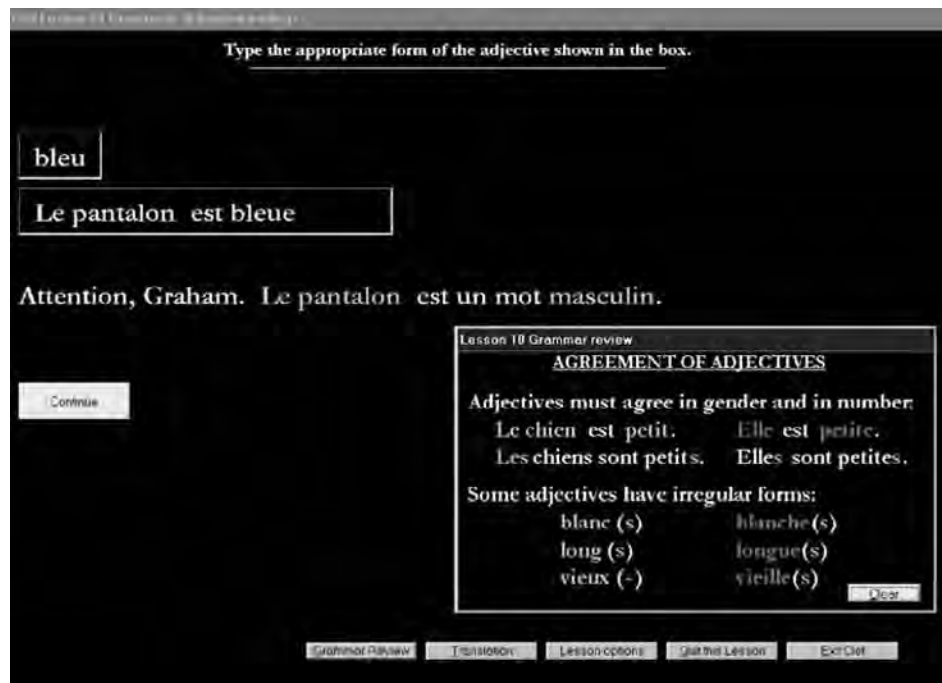 Type the appropriate form of the adjective shown in the box.
bleu
Le pantalon est bleue
Attention, Graham. Le pantalon est un mot masculin.
Lesson 10 Grammar review
AGREEMENT OF ADJECTIVES
Continue
Adjectives must agree in gender and in number:
Le chien est petit. Elle est petite.
Les chiens sont petits. Elles sont petites.
Some adjectives have irregular forms:
blanc (s) blanche(s)
long (s) longue(s)
vieux (-) vieille(s)
Clear
Grammar Review Translation Lesson options Quit this Lesson Exit Clef